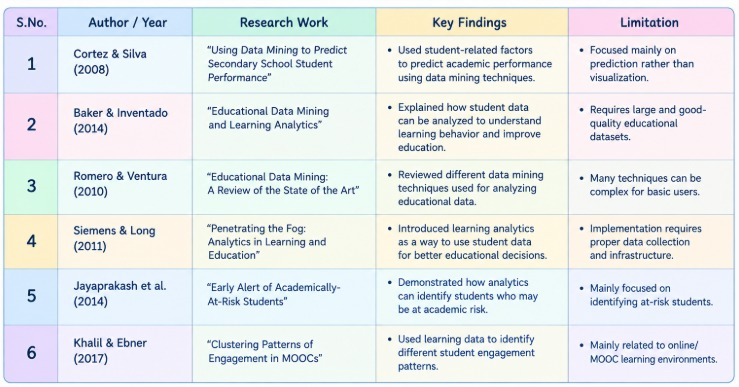 S.No.
Author / Year
Research Work
Key Findings
Limitation
1
Cortez & Silva
(2008)
“Using Data Mining to Predict
Secondary School Student
Performance”
• Used student-related factors
to predict academic performance
using data mining techniques.
• Focused mainly on
prediction rather than
visualization.
2
Baker & Inventado
(2014)
“Educational Data Mining
and Learning Analytics”
• Explained how student data
can be analyzed to understand
learning behavior and improve
education.
• Requires large and good-
quality educational
datasets.
3
Romero & Ventura
(2010)
“Educational Data Mining:
A Review of the State of the Art”
• Reviewed different data mining
techniques used for analyzing
educational data.
• Many techniques can be
complex for basic users.
4
Siemens & Long
(2011)
“Penetrating the Fog:
Analytics in Learning and
Education”
• Introduced learning analytics
as a way to use student data
for better educational decisions.
• Implementation requires
proper data collection
and infrastructure.
5
Jayaprakash et al.
(2014)
“Early Alert of Academically-
At-Risk Students”
• Demonstrated how analytics
can identify students who may
be at academic risk.
• Mainly focused on
identifying at-risk students.
6
Khalil & Ebner
(2017)
“Clustering Patterns of
Engagement in MOOCs”
• Used learning data to identify
different student engagement
patterns.
• Mainly related to online/
MOOC learning environments.